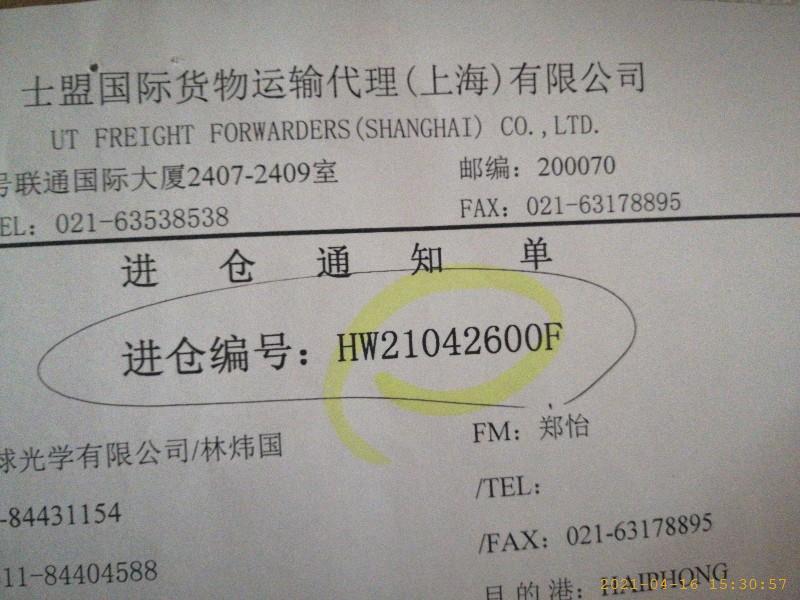 士盟国际货物运输代理(上海)有限公司
UT FREIGHT FORWARDERS(SHANGHAI) CO.,LTD.
号联通国际大厦2407-2409室 邮编：200070
EL：021-63538538 FAX：021-63178895
进仓通知单
进仓编号：HW21042600F
球光学有限公司/林炜国 FM：郑怡
-84431154 /TEL：
/FAX：021-63178895
11-84404588 目的港：HAIPHONG
2021-04-16 15:30:57